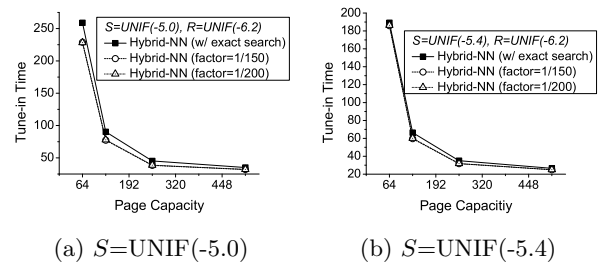 300
250
200
150
100
50
Tune-in Time
S=UNIF(-5.0), R=UNIF(-6.2)
Hybrid-NN (w/ exact search)
Hybrid-NN (factor=1/150)
Hybrid-NN (factor=1/200)
64 192 320 448
Page Capacity
(a) S=UNIF(-5.0)
200
180
160
140
120
100
80
60
40
20
Tune-in Time
S=UNIF(-5.4), R=UNIF(-6.2)
Hybrid-NN (w/ exact search)
Hybrid-NN (factor=1/150)
Hybrid-NN (factor=1/200)
64 192 320 448
Page Capacitiy
(b) S=UNIF(-5.4)